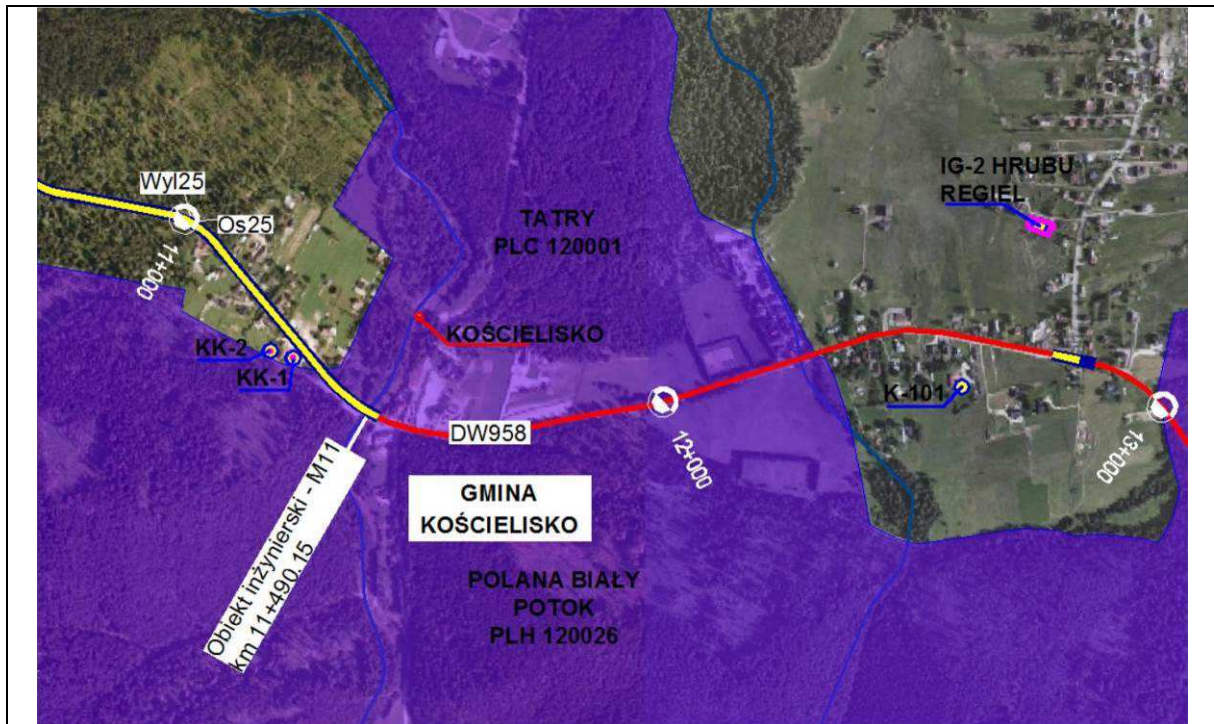 Wyl25
Os25
11+000
TATRY
PLC 120001
IG-2 HRUBU
REGIEL
KOŚCIELISKO
KK-2
KK-1
K-101
DW958
12+000
13+000
GMINA
KOŚCIELISKO
Obiekt inżynierski - M11
km 11+490.15
POLANA BIAŁY
POTOK
PLH 120026